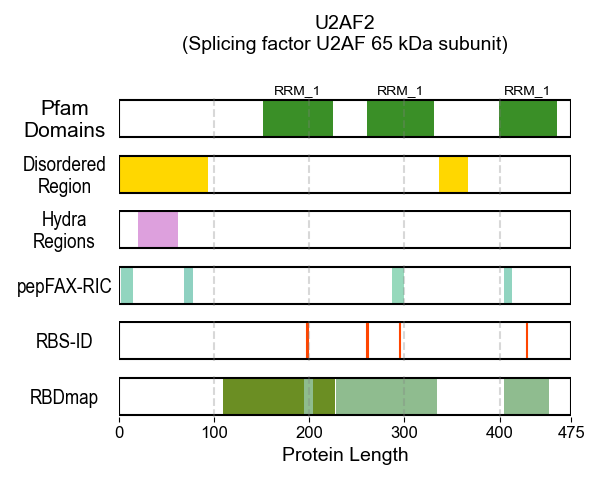 U2AF2
(Splicing factor U2AF 65 kDa subunit)
RRM_1 RRM_1 RRM_1
Pfam
Domains
Disordered
Region
Hydra
Regions
pepFAX-RIC
RBS-ID
RBDmap
0 100 200 300 400 475
Protein Length